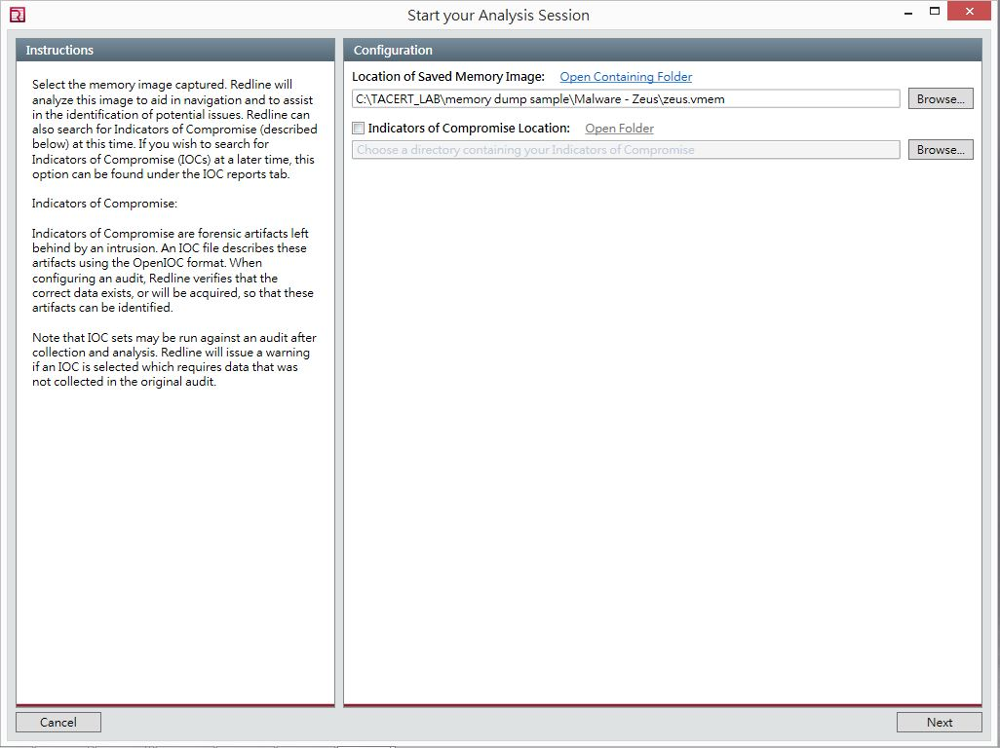 Start your Analysis Session
Instructions
Select the memory image captured. Redline will
analyze this image to aid in navigation and to assist
in the identification of potential issues. Redline can
also search for Indicators of Compromise (described
below) at this time. If you wish to search for
Indicators of Compromise (IOCs) at a later time, this
option can be found under the IOC reports tab.
Indicators of Compromise:
Indicators of Compromise are forensic artifacts left
behind by an intrusion. An IOC file describes these
artifacts using the OpenIOC format. When
configuring an audit, Redline verifies that the
correct data exists, or will be acquired, so that these
artifacts can be identified.
Note that IOC sets may be run against an audit after
collection and analysis. Redline will issue a warning
if an IOC is selected which requires data that was
not collected in the original audit.
Configuration
Location of Saved Memory Image: Open Containing Folder
C:\TACERT_LAB\memory dump sample\Malware - Zeus\zeus.vmem Browse...
Indicators of Compromise Location: Open Folder
Choose a directory containing your Indicators of Compromise Browse...
Cancel Next